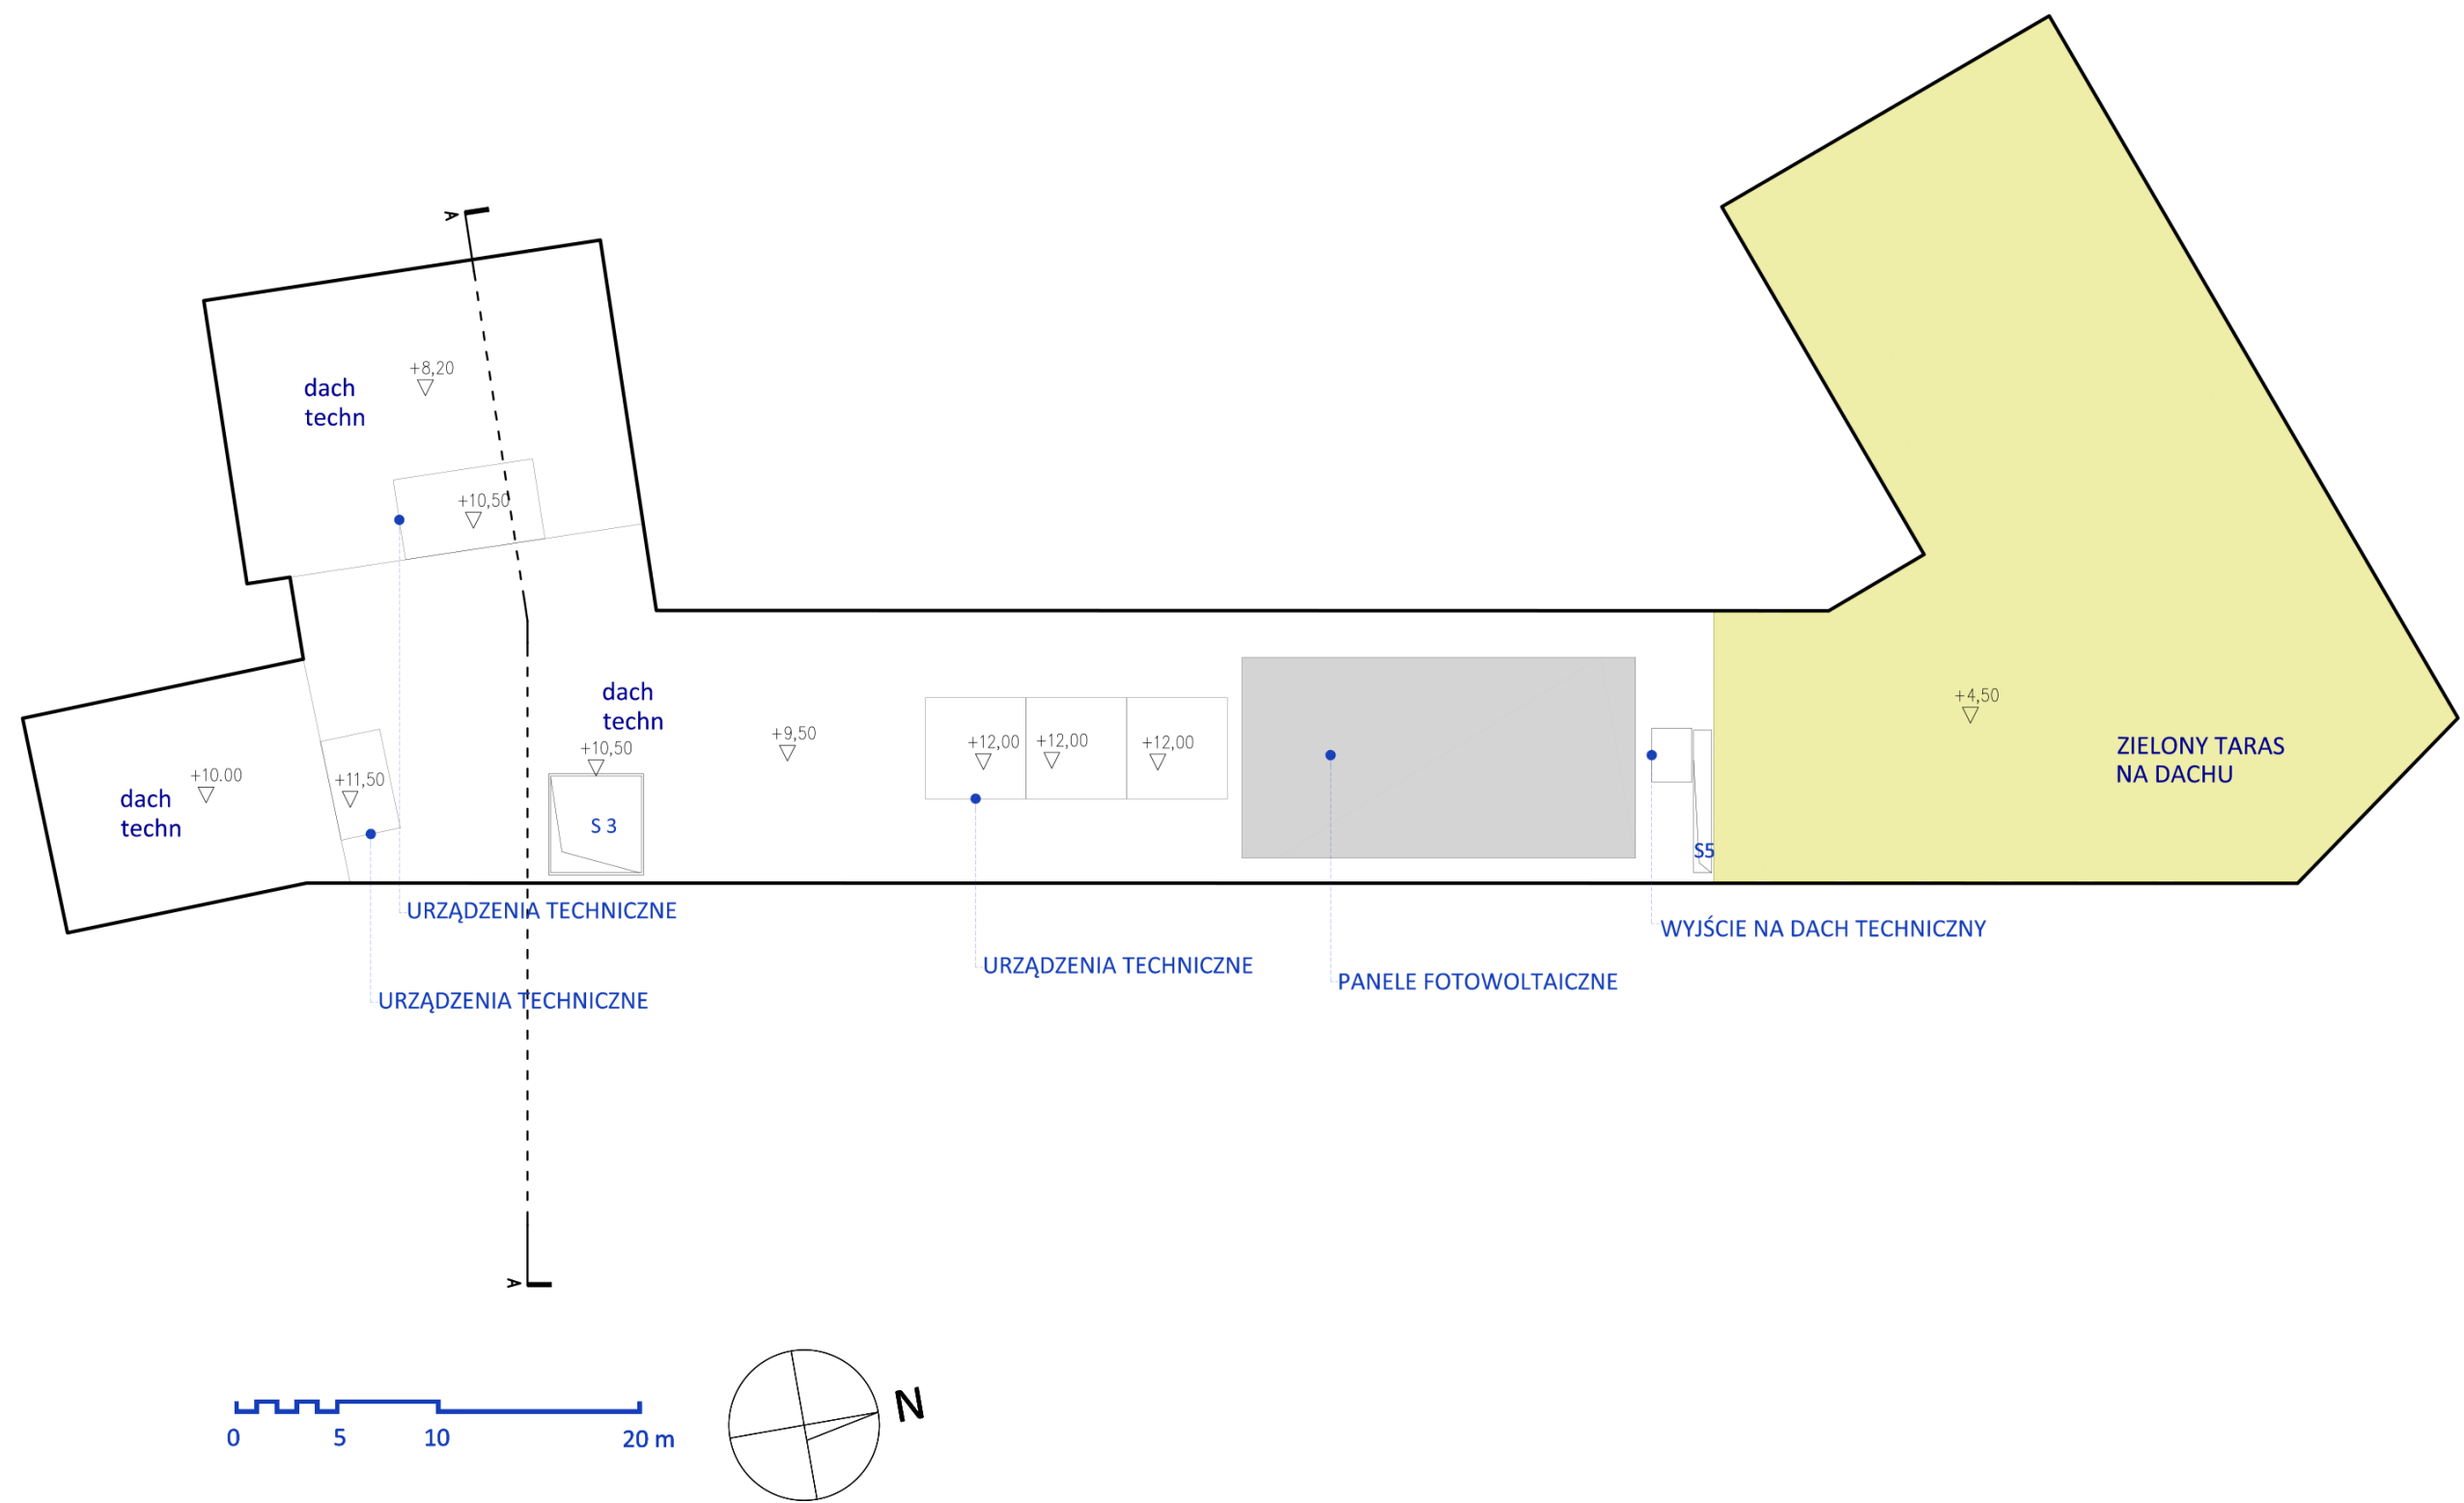 A
+8,20
dach
techn
+10,50
+4,50
dach
techn
+9,50
+12,00
+12,00
+12,00
+10,50
ZIELONY TARAS
NA DACHU
+10.00
+11,50
dach
techn
S 3
S5
URZĄDZENIA TECHNICZNE
WYJŚCIE NA DACH TECHNICZNY
URZĄDZENIA TECHNICZNE
PANELE FOTOWOLTAICZNE
URZĄDZENIA TECHNICZNE
A
N
0 5 10 20 m